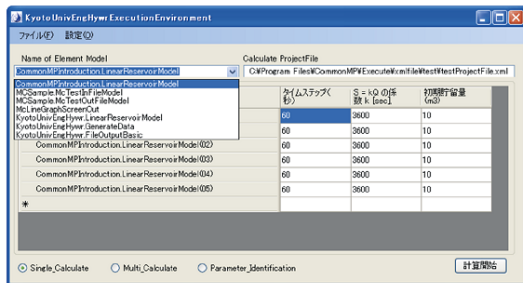 KyotoUnivEngHywrExecutionEnvironment
ファイル(F) 設定(O)
Name of Element Model Calculate ProjectFile
CommonMPIntroduction.LinearReservoirModel C:¥Program Files¥CommonMP¥Execute¥xmlfile¥test¥testProjectFile.xml
CommonMPIntroduction.LinearReservoirModel
MCSample.McTestInFileModel
MCSample.McTestOutFileModel
McLineGraphScreenOut
KyotoUnivEngHywr.LinearReservoirModel
KyotoUnivEngHywr.GenerateData
KyotoUnivEngHywr.FileOutputBasic
タイムステップ(秒) S = kQ の係数 k [sec] 初期貯留量(m3)
60 3600 10
60 3600 10
CommonMPIntroduction.LinearReservoirModel(02) 60 3600 10
CommonMPIntroduction.LinearReservoirModel(03) 60 3600 10
CommonMPIntroduction.LinearReservoirModel(04) 60 3600 10
CommonMPIntroduction.LinearReservoirModel(05) 60 3600 10
*
Single_Calculate Multi_Calculate Parameter_Identification 計算開始